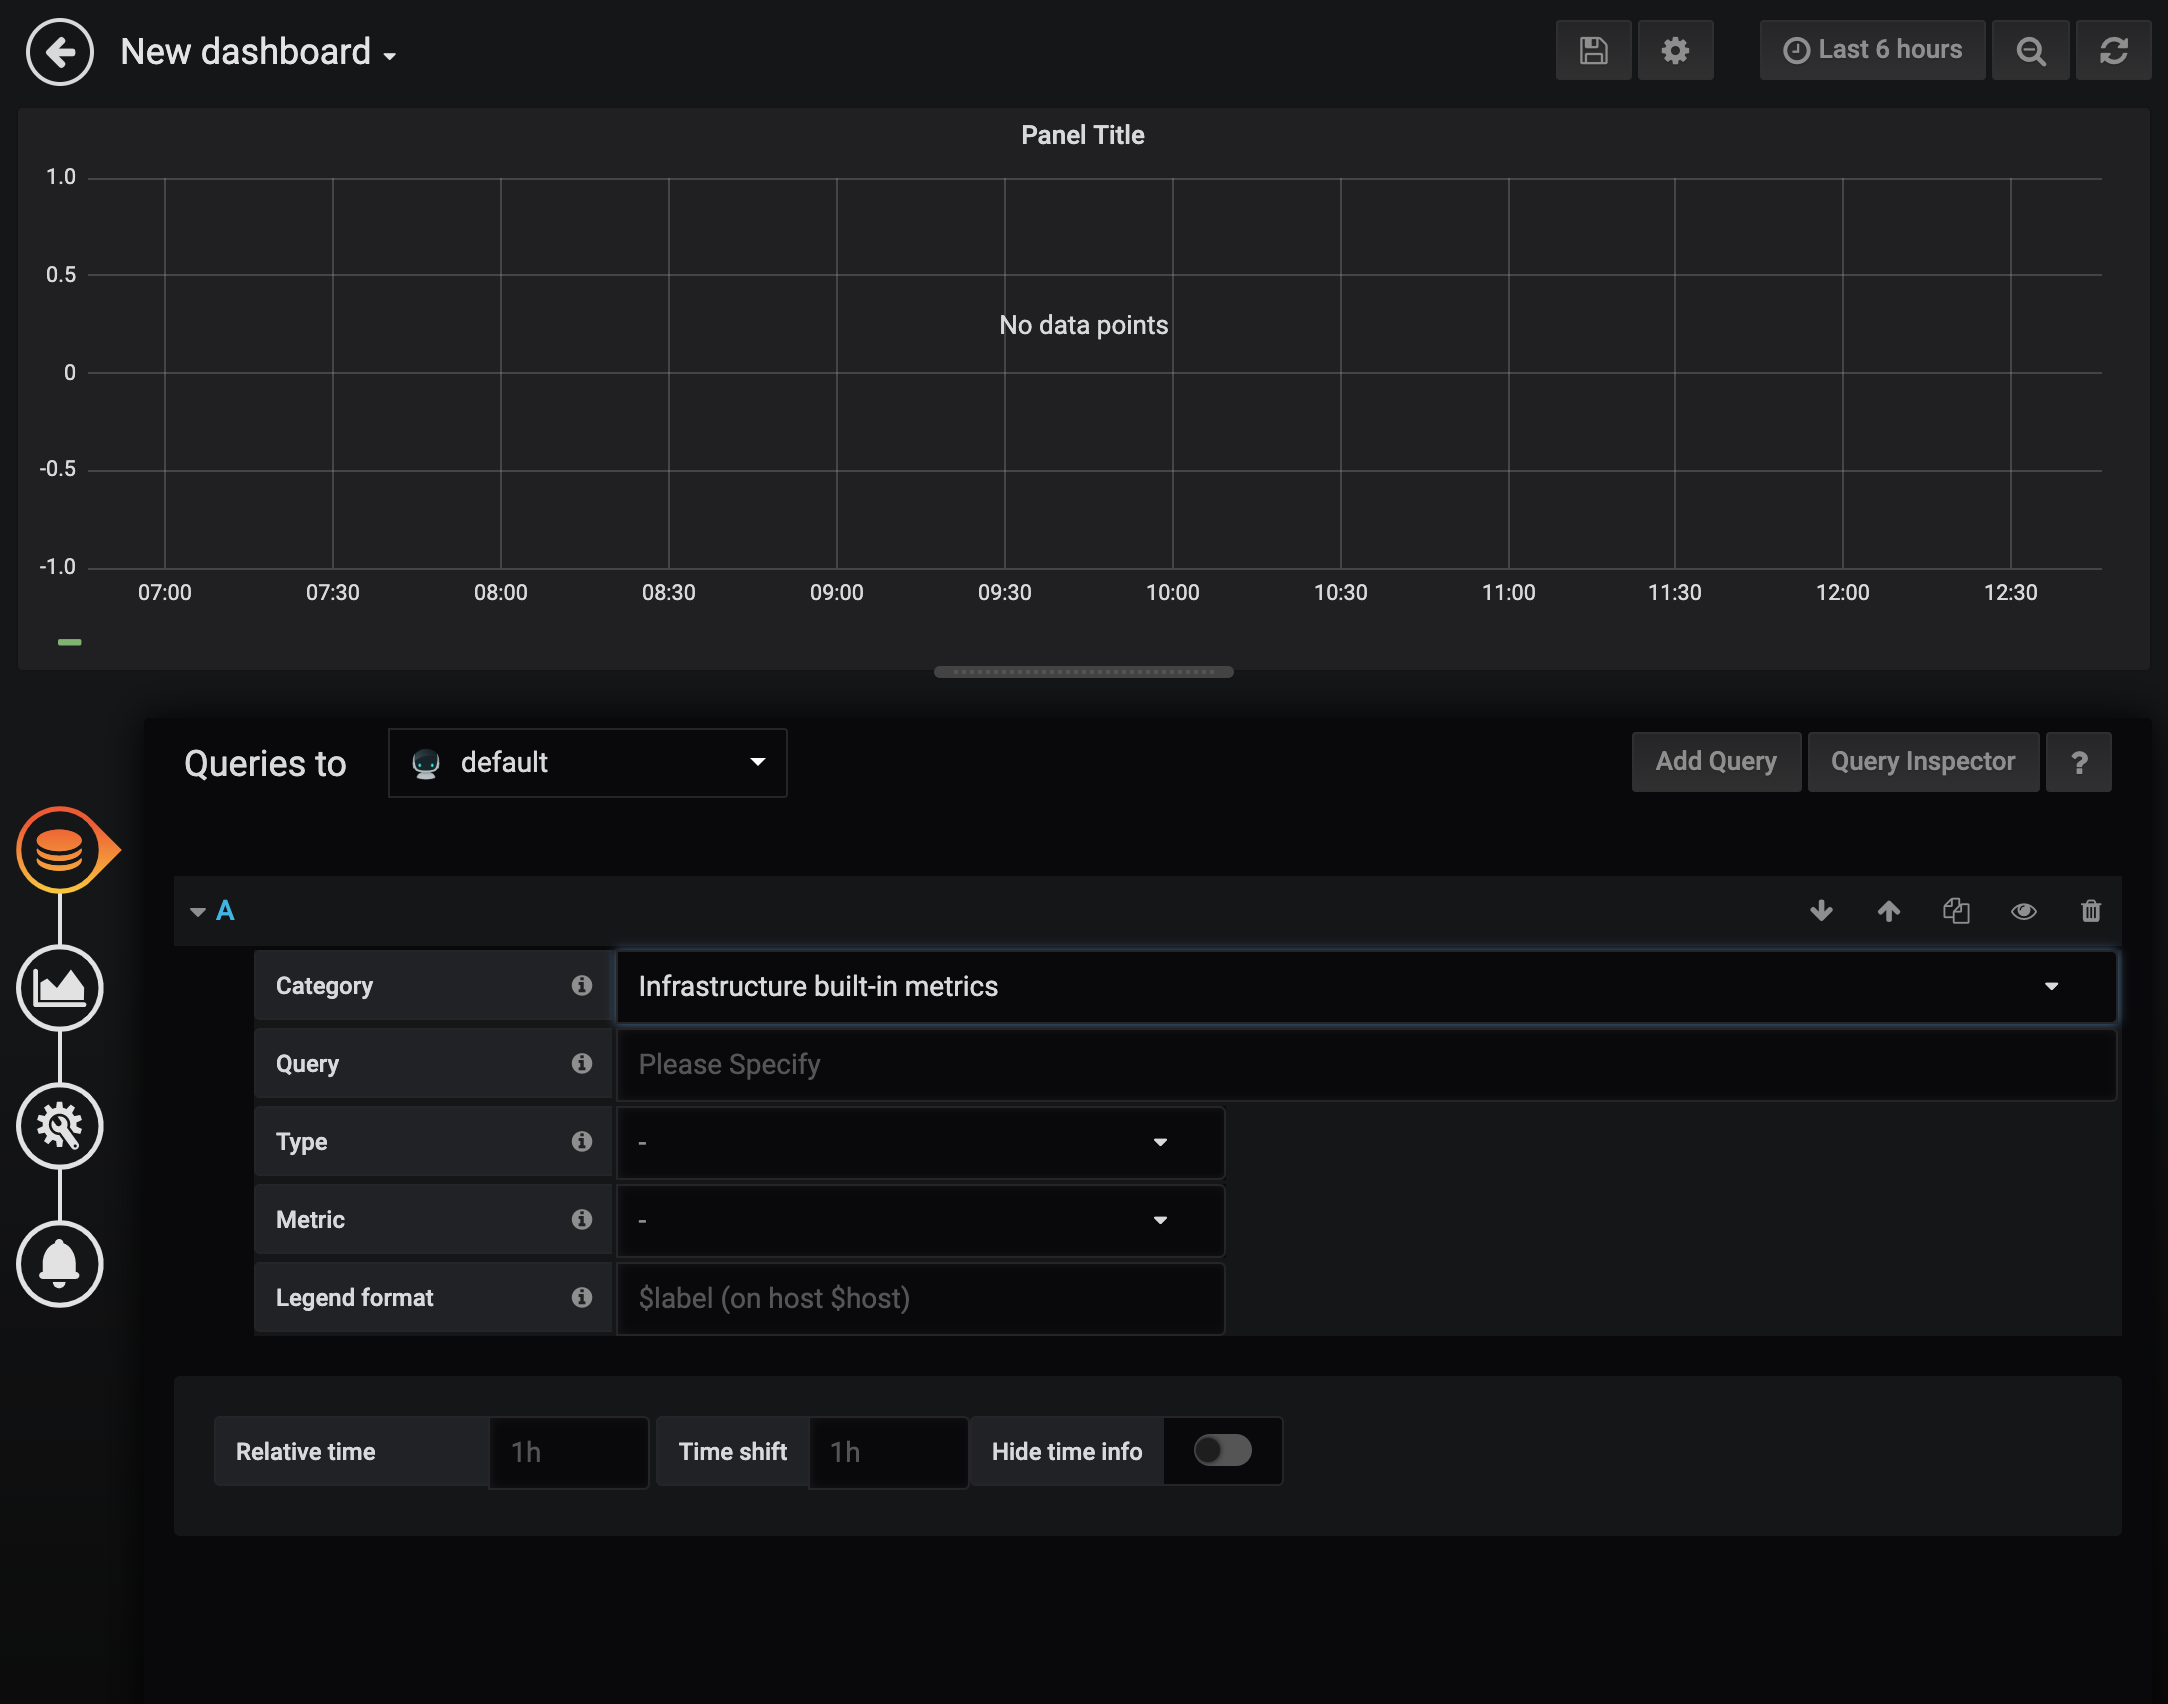 New dashboard
Last 6 hours
Panel Title
1.0
0.5
No data points
0
-0.5
-1.0
07:00 07:30 08:00 08:30 09:00 09:30 10:00 10:30 11:00 11:30 12:00 12:30
Queries to default Add Query Query Inspector ?
A
Category Infrastructure built-in metrics
Query Please Specify
Type -
Metric -
Legend format $label (on host $host)
Relative time 1h Time shift 1h Hide time info